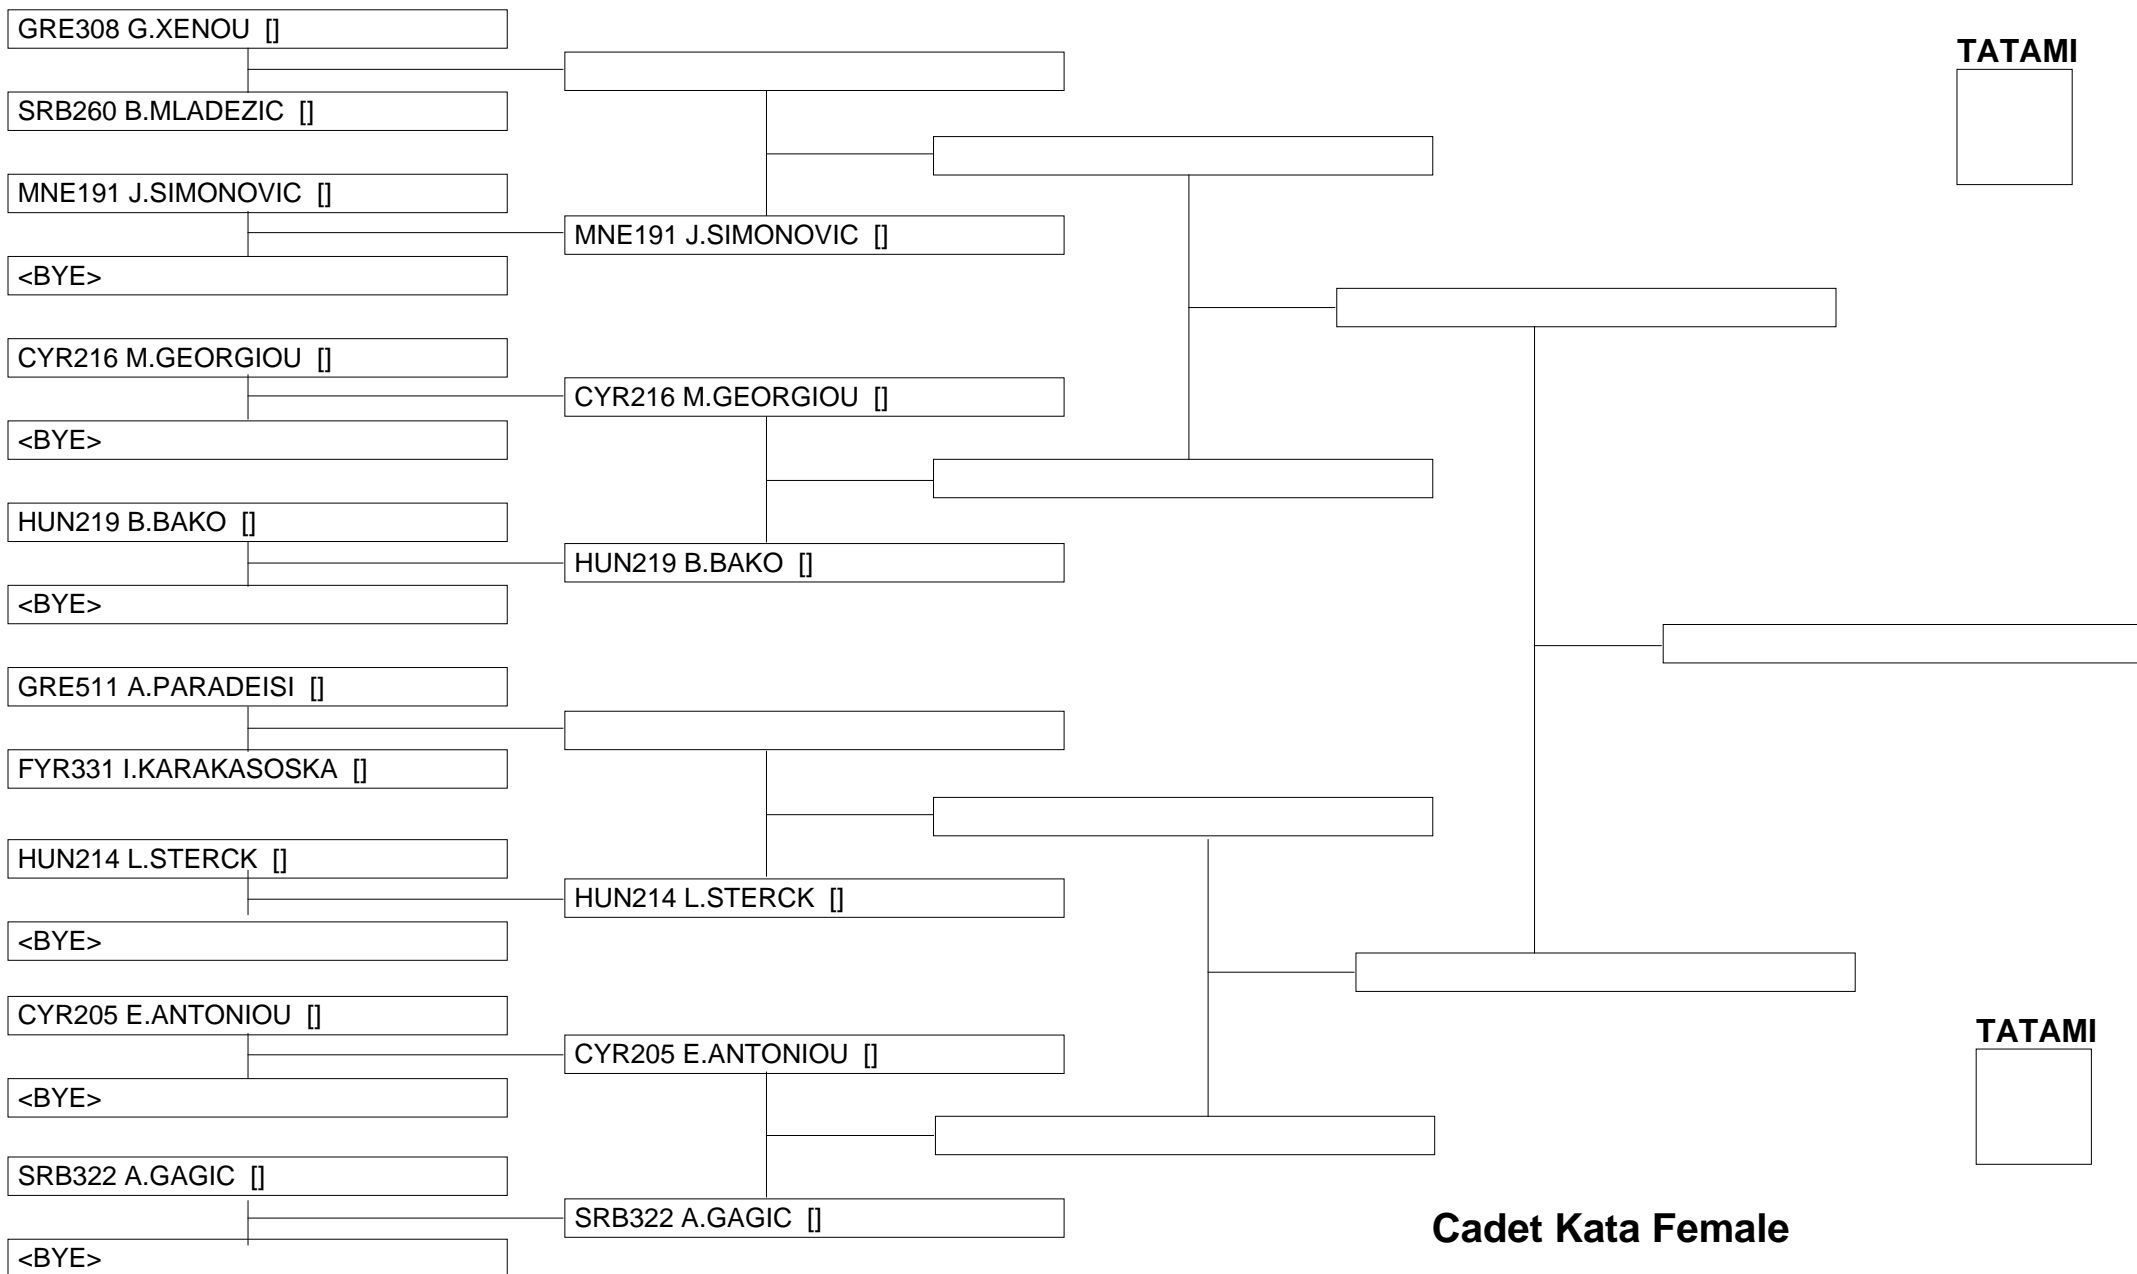 GRE308 G.XENOU []
TATAMI
SRB260 B.MLADEZIC []
MNE191 J.SIMONOVIC []
MNE191 J.SIMONOVIC []
<BYE>
CYR216 M.GEORGIOU []
CYR216 M.GEORGIOU []
<BYE>
HUN219 B.BAKO []
HUN219 B.BAKO []
<BYE>
GRE511 A.PARADEISI []
FYR331 I.KARAKASOSKA []
HUN214 L.STERCK []
HUN214 L.STERCK []
<BYE>
CYR205 E.ANTONIOU []
TATAMI
CYR205 E.ANTONIOU []
<BYE>
SRB322 A.GAGIC []
SRB322 A.GAGIC []
Cadet Kata Female
<BYE>